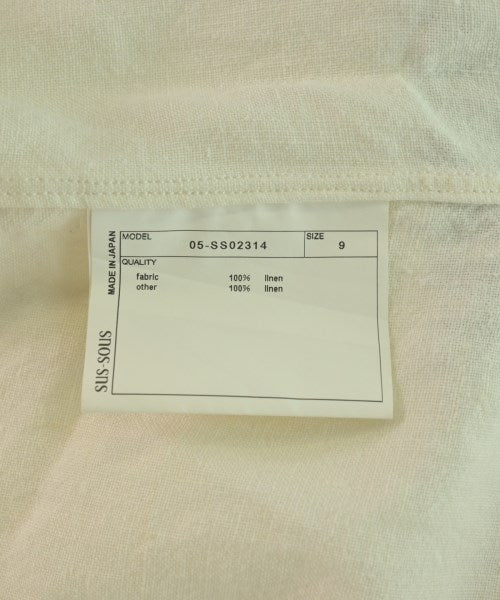 MODEL 05-SS02314 SIZE 9
QUALITY
fabric 100% linen
other 100% linen
MADE IN JAPAN
sus-sous